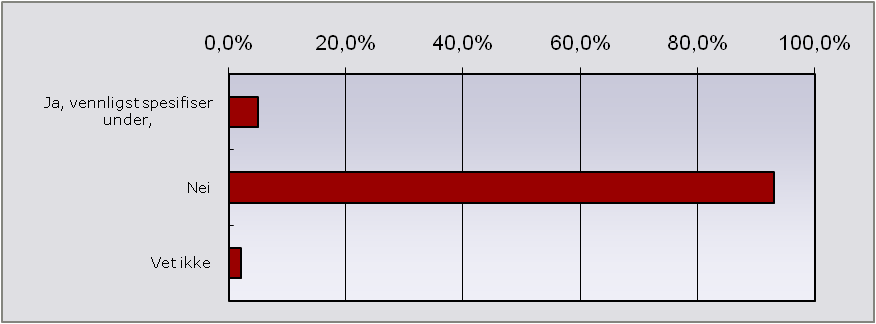 0,0% 20,0% 40,0% 60,0% 80,0% 100,0%
Ja, vennligst spesifiser
under,
Nei
Vet ikke